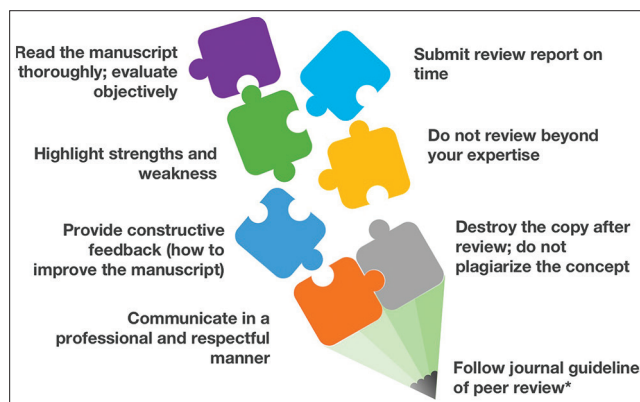 Read the manuscript
thoroughly; evaluate
objectively
Submit review report on
time
Highlight strengths and
weakness
Do not review beyond
your expertise
Provide constructive
feedback (how to
improve the manuscript)
Destroy the copy after
review; do not
plagiarize the concept
Communicate in a
professional and respectful
manner
Follow journal guideline
of peer review*